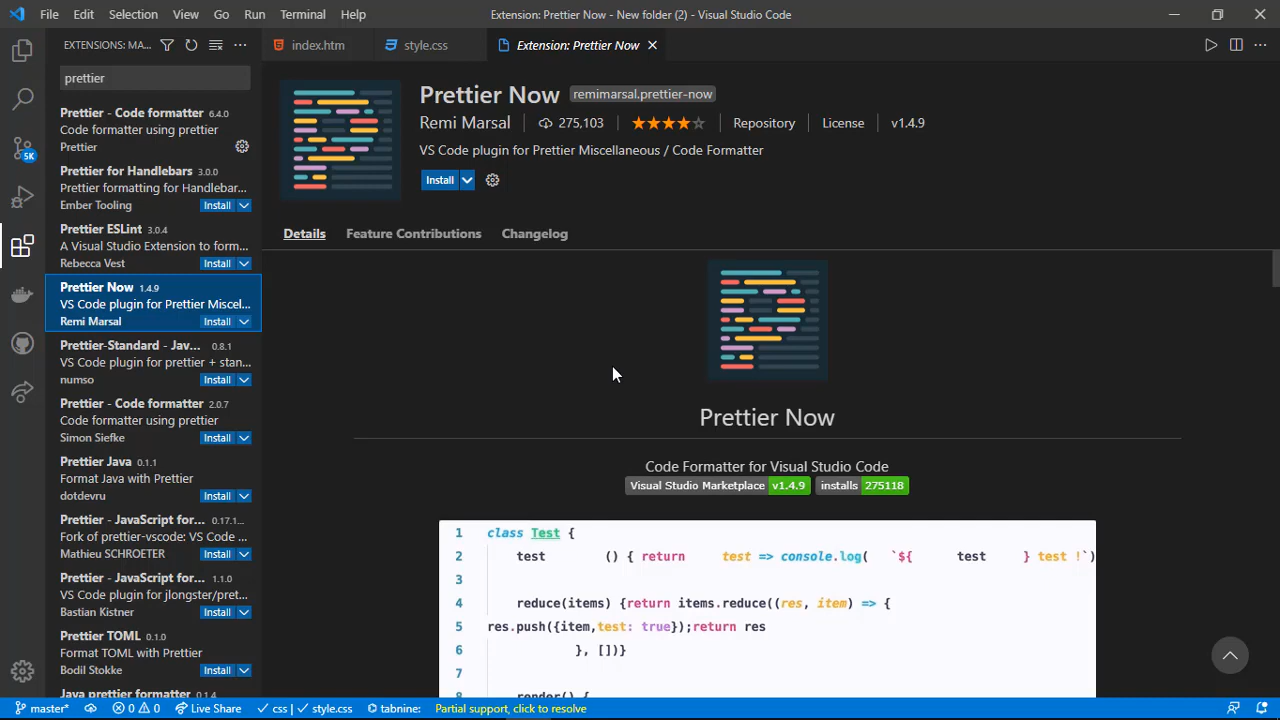 File Edit Selection View Go Run Terminal Help
Extension: Prettier Now - New folder (2) - Visual Studio Code
EXTENSIONS: MA...
index.htm
style.css
Extension: Prettier Now
prettier
Prettier - Code formatter 6.4.0
Code formatter using prettier
Prettier
Prettier for Handlebars 3.0.0
Prettier formatting for Handlebar...
Ember Tooling Install
Prettier ESLint 3.0.4
A Visual Studio Extension to form...
Rebecca Vest Install
Prettier Now 1.4.9
VS Code plugin for Prettier Miscel...
Remi Marsal Install
Prettier-Standard - Jav... 0.8.1
VS Code plugin for prettier + stan...
numso Install
Prettier - Code formatter 2.0.7
Code formatter using prettier
Simon Siefke Install
Prettier Java 0.1.1
Format Java with Prettier
dotdevru Install
Prettier - JavaScript for... 0.17.1...
Fork of prettier-vscode: VS Code ...
Mathieu SCHROETER Install
Prettier - JavaScript for... 1.1.0
VS Code plugin for jlongster/pret...
Bastian Kistner Install
Prettier TOML 0.1.0
Format TOML with Prettier
Bodil Stokke Install
Java prettier formatter 0.1.4
5K
Prettier Now remimarsal.prettier-now
Remi Marsal 275,103 Repository License v1.4.9
VS Code plugin for Prettier Miscellaneous / Code Formatter
Install
Details Feature Contributions Changelog
Prettier Now
Code Formatter for Visual Studio Code
Visual Studio Marketplace v1.4.9 installs 275118
1 class Test {
2 test () { return test => console.log( `${ test } test !`)
3
4 reduce(items) {return items.reduce((res, item) => {
5 res.push({item,test: true});return res
6 }, [])}
7
8 render() {
master* 0 0 Live Share css | style.css tabnine: Partial support, click to resolve